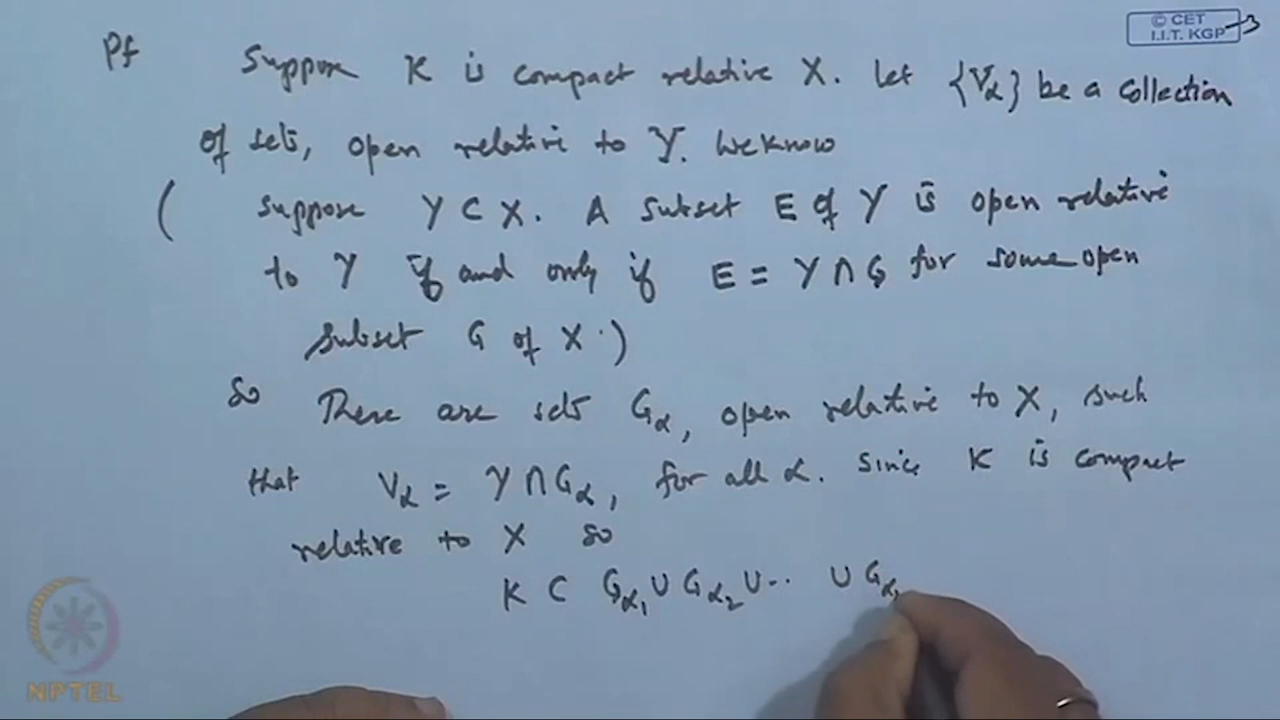 © CET
I.I.T. KGP
Pf Suppose K is compact relative X. Let {Vα} be a collection
of sets, open relative to Y. We know
( Suppose Y ⊂ X. A subset E of Y is open relative
to Y if and only if E = Y ∩ G for some open
subset G of X.)
So There are sets Gα, open relative to X, such
that Vα = Y ∩ Gα, for all α. Since K is compact
relative to X so
K ⊂ Gα₁ ∪ Gα₂ ∪ ·· ∪ Gα
NPTEL